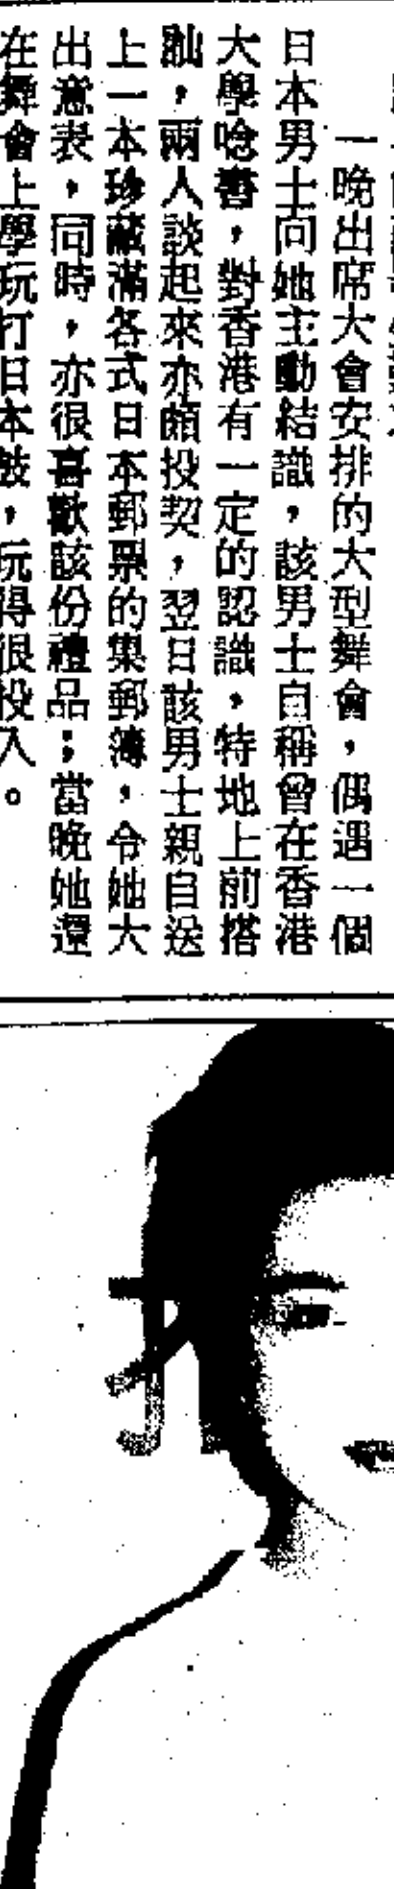 一晚出席大會安排的大型舞會，偶遇一個
日本男士向她主動結識，該男士自稱曾在香港
大學唸書，對香港有一定的認識，特地上前搭
訕，兩人談起來亦頗投契，翌日該男士親自送
上一本珍藏滿各式日本郵票的集郵簿，令她大
出意表，同時，亦很喜歡該份禮品；當晚她還
在舞會上學玩打日本鼓，玩得很投入。